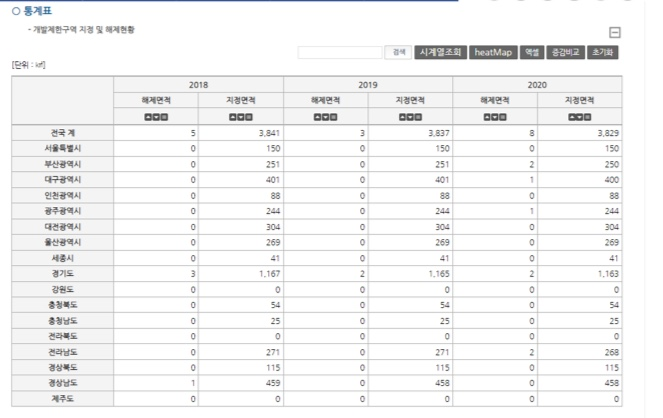 ○ 통계표
- 개발제한구역 지정 및 해제현황
검색 시계열조회 heatMap 엑셀 증감비교 초기화
[단위 : ㎢]
2018 2019 2020
해제면적 지정면적 해제면적 지정면적 해제면적 지정면적
전국 계 5 3,841 3 3,837 8 3,829
서울특별시 0 150 0 150 0 150
부산광역시 0 251 0 251 2 250
대구광역시 0 401 0 401 1 400
인천광역시 0 88 0 88 0 88
광주광역시 0 244 0 244 1 244
대전광역시 0 304 0 304 0 304
울산광역시 0 269 0 269 0 269
세종시 0 41 0 41 0 41
경기도 3 1,167 2 1,165 2 1,163
강원도 0 0 0 0 0 0
충청북도 0 54 0 54 0 54
충청남도 0 25 0 25 0 25
전라북도 0 0 0 0 0 0
전라남도 0 271 0 271 2 268
경상북도 0 115 0 115 0 115
경상남도 1 459 0 458 0 458
제주도 0 0 0 0 0 0